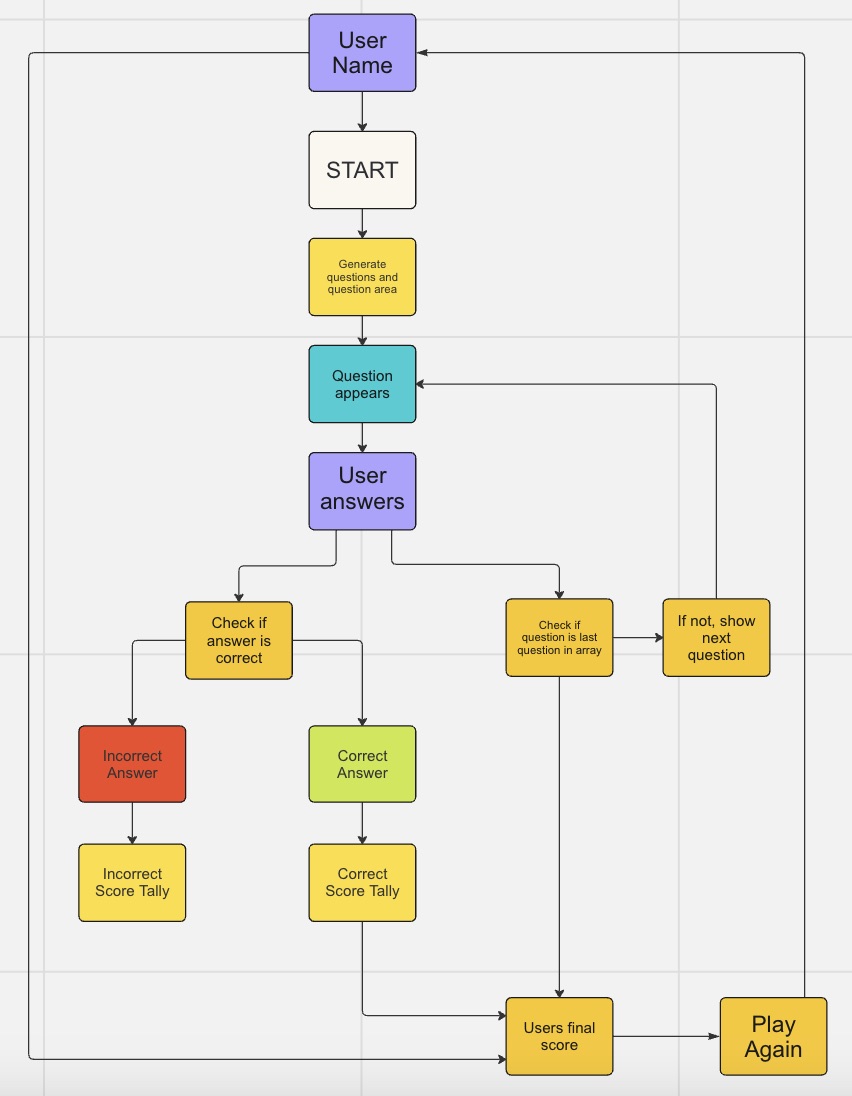 User
Name
START
Generate
questions and
question area
Question
appears
User
answers
Check if
answer is
correct
Check if
question is last
question in array
If not, show
next
question
Incorrect
Answer
Correct
Answer
Incorrect
Score Tally
Correct
Score Tally
Users final
score
Play
Again